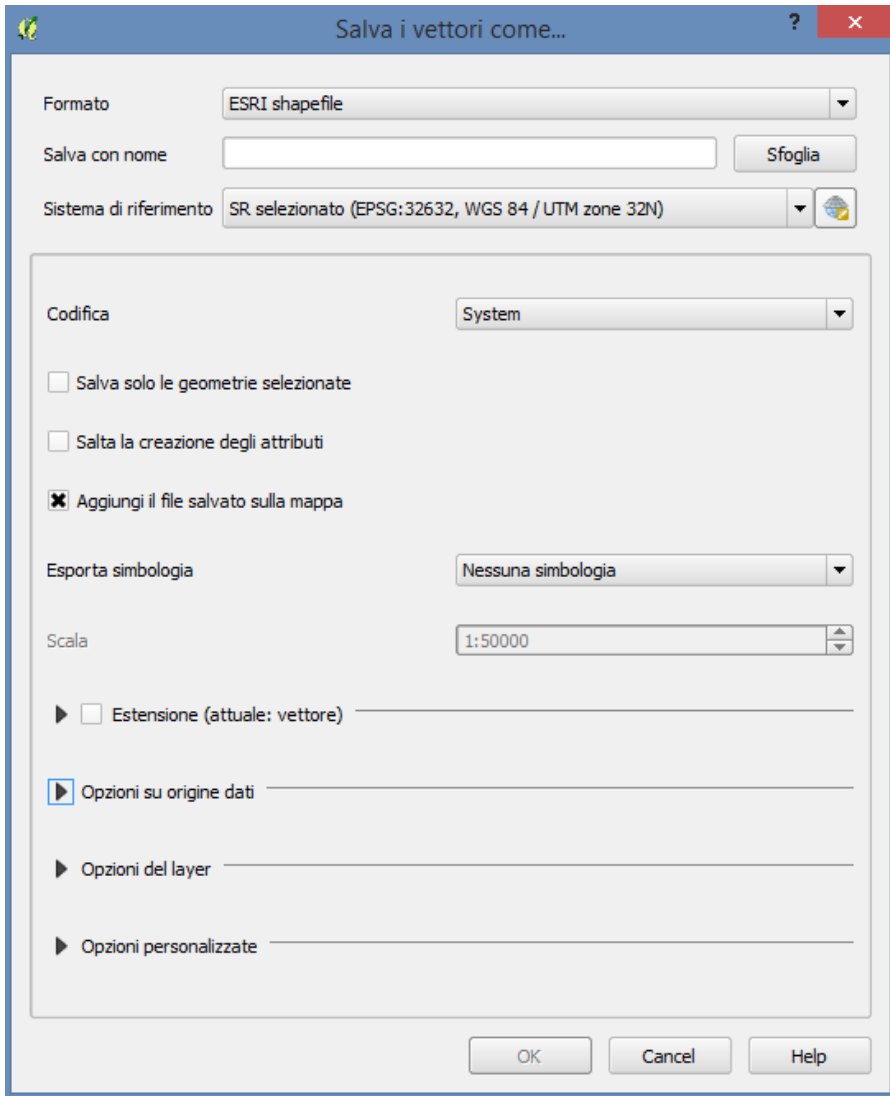 Salva i vettori come...
?
Formato ESRI shapefile
Salva con nome Sfoglia
Sistema di riferimento SR selezionato (EPSG:32632, WGS 84 / UTM zone 32N)
Codifica System
Salva solo le geometrie selezionate
Salta la creazione degli attributi
Aggiungi il file salvato sulla mappa
Esporta simbologia Nessuna simbologia
Scala 1:50000
Estensione (attuale: vettore)
Opzioni su origine dati
Opzioni del layer
Opzioni personalizzate
OK Cancel Help